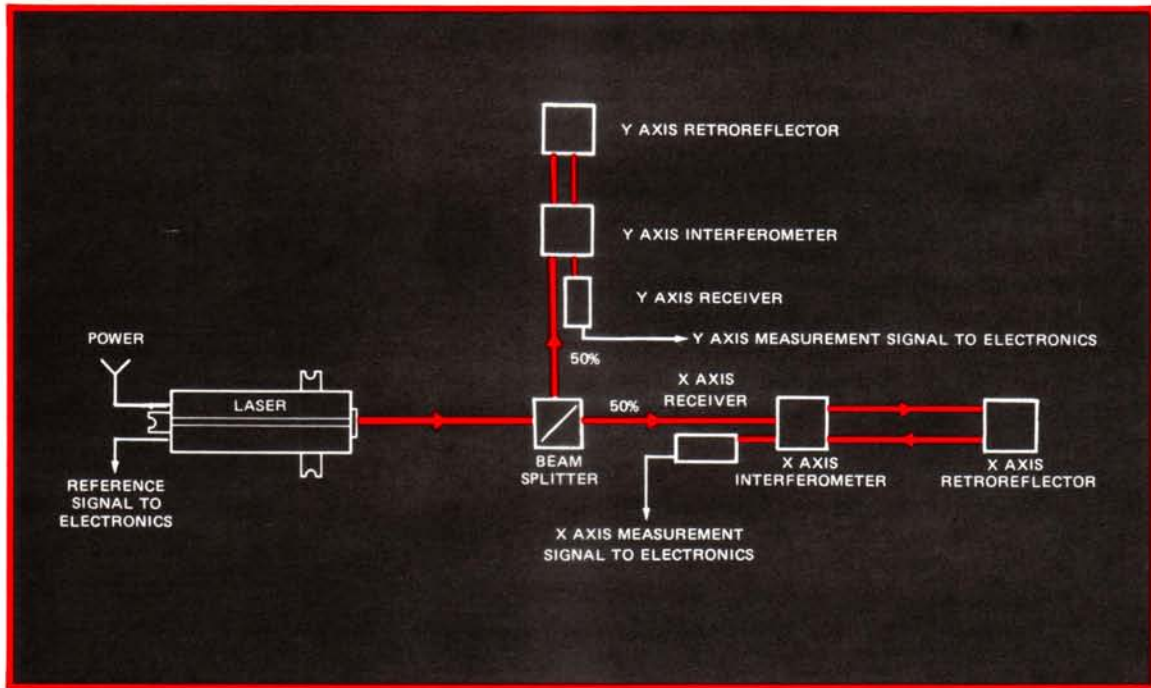 Y AXIS RETROREFLECTOR
Y AXIS INTERFEROMETER
Y AXIS RECEIVER
POWER
Y AXIS MEASUREMENT SIGNAL TO ELECTRONICS
50%
X AXIS
RECEIVER
LASER
50%
BEAM
SPLITTER
X AXIS
INTERFEROMETER
X AXIS
RETROREFLECTOR
REFERENCE
SIGNAL TO
ELECTRONICS
X AXIS MEASUREMENT
SIGNAL TO ELECTRONICS